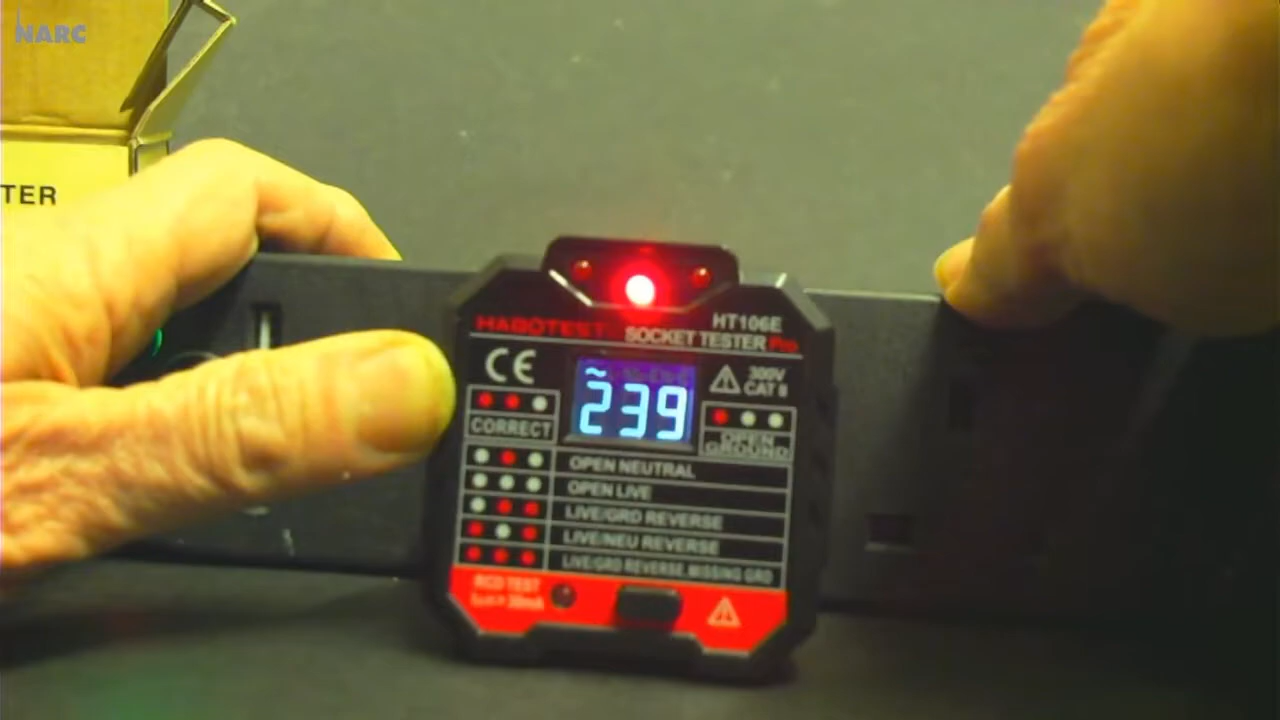 NARC
TER
HABOTEST
HT106E
SOCKET TESTER Pro
CE
~
239
300V
CAT II
CORRECT
OPEN
GROUND
OPEN NEUTRAL
OPEN LIVE
LIVE/GRD REVERSE
LIVE/NEU REVERSE
LIVE/GRD REVERSE.MISSING GRD
RCD TEST
>30mA